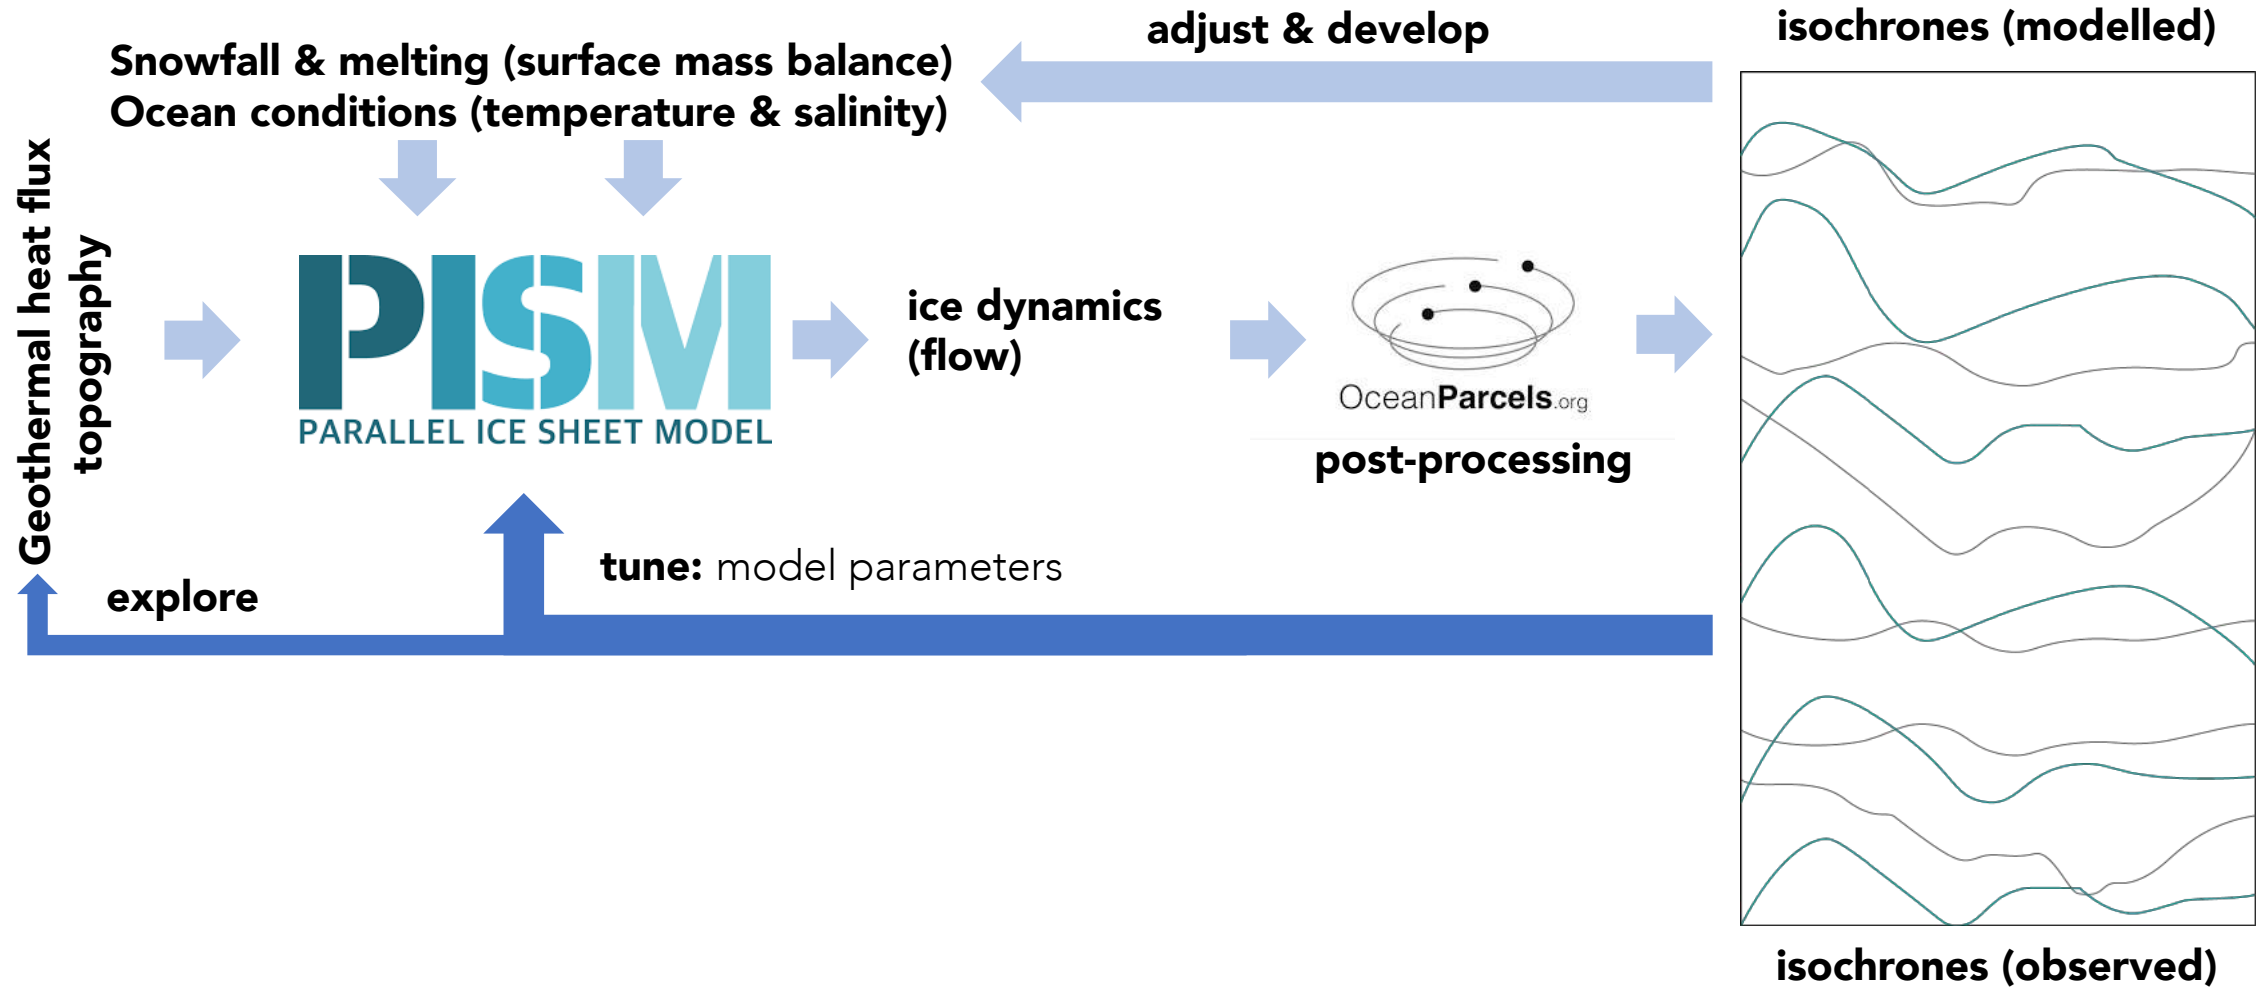 adjust & develop
isochrones (modelled)
Snowfall & melting (surface mass balance)
Ocean conditions (temperature & salinity)
Geothermal heat flux
topography
PISM
PARALLEL ICE SHEET MODEL
ice dynamics
(flow)
OceanParcels.org
post-processing
tune: model parameters
explore
isochrones (observed)